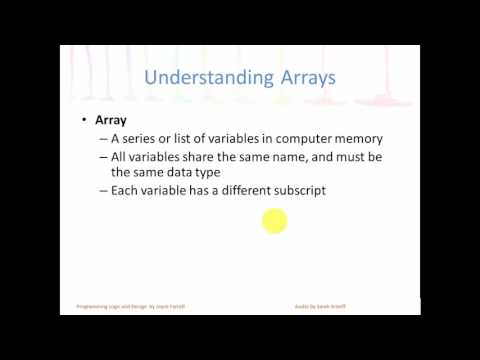 Understanding Arrays
• Array
– A series or list of variables in computer memory
– All variables share the same name, and must be
the same data type
– Each variable has a different subscript
Programming Logic and Design by Joyce Farrell
Audio by Sarah